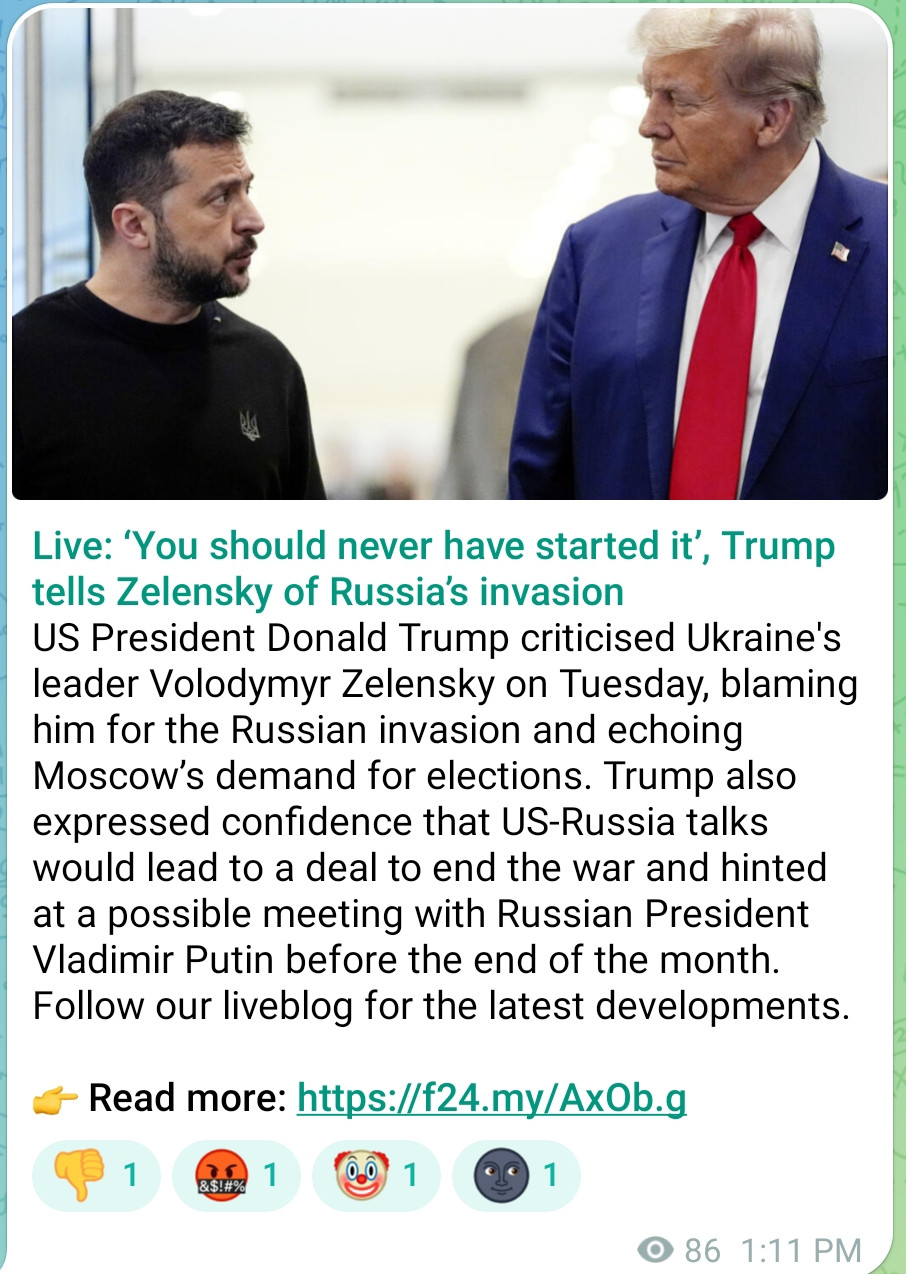 Live: ‘You should never have started it’, Trump
tells Zelensky of Russia’s invasion
US President Donald Trump criticised Ukraine's
leader Volodymyr Zelensky on Tuesday, blaming
him for the Russian invasion and echoing
Moscow’s demand for elections. Trump also
expressed confidence that US-Russia talks
would lead to a deal to end the war and hinted
at a possible meeting with Russian President
Vladimir Putin before the end of the month.
Follow our liveblog for the latest developments.
👉 Read more: https://f24.my/AxOb.g
👎 1 🤬 &$!#% 1 🤡 1 🌚 1
86 1:11 PM